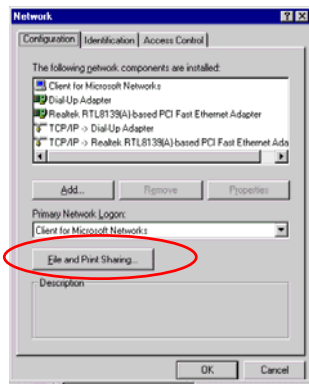 Network
Configuration Identification Access Control
The following network components are installed:
Client for Microsoft Networks
Dial-Up Adapter
Realtek RTL8139(A)-based PCI Fast Ethernet Adapter
TCP/IP -> Dial-Up Adapter
TCP/IP -> Realtek RTL8139(A)-based PCI Fast Ethernet Ada
Add... Remove Properties
Primary Network Logon:
Client for Microsoft Networks
File and Print Sharing...
Description
OK Cancel